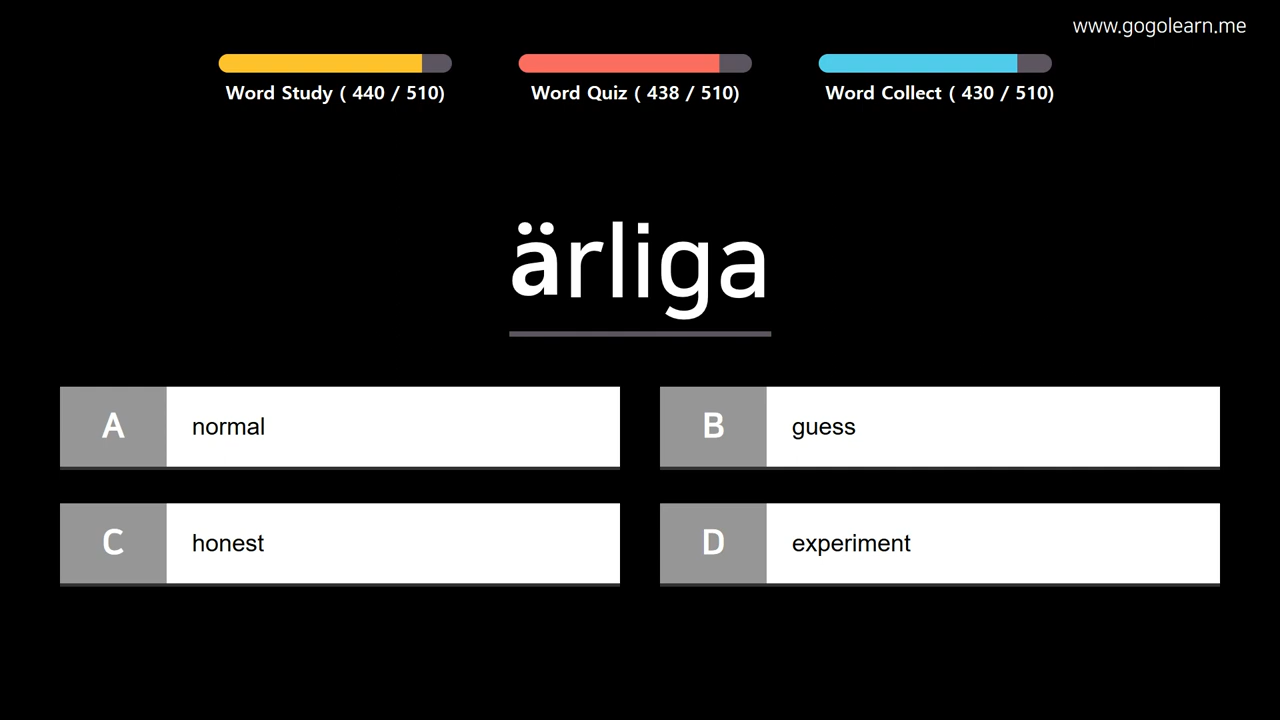 www.gogolearn.me
Word Study ( 440 / 510)
Word Quiz ( 438 / 510)
Word Collect ( 430 / 510)
ärliga
A normal
B guess
C honest
D experiment